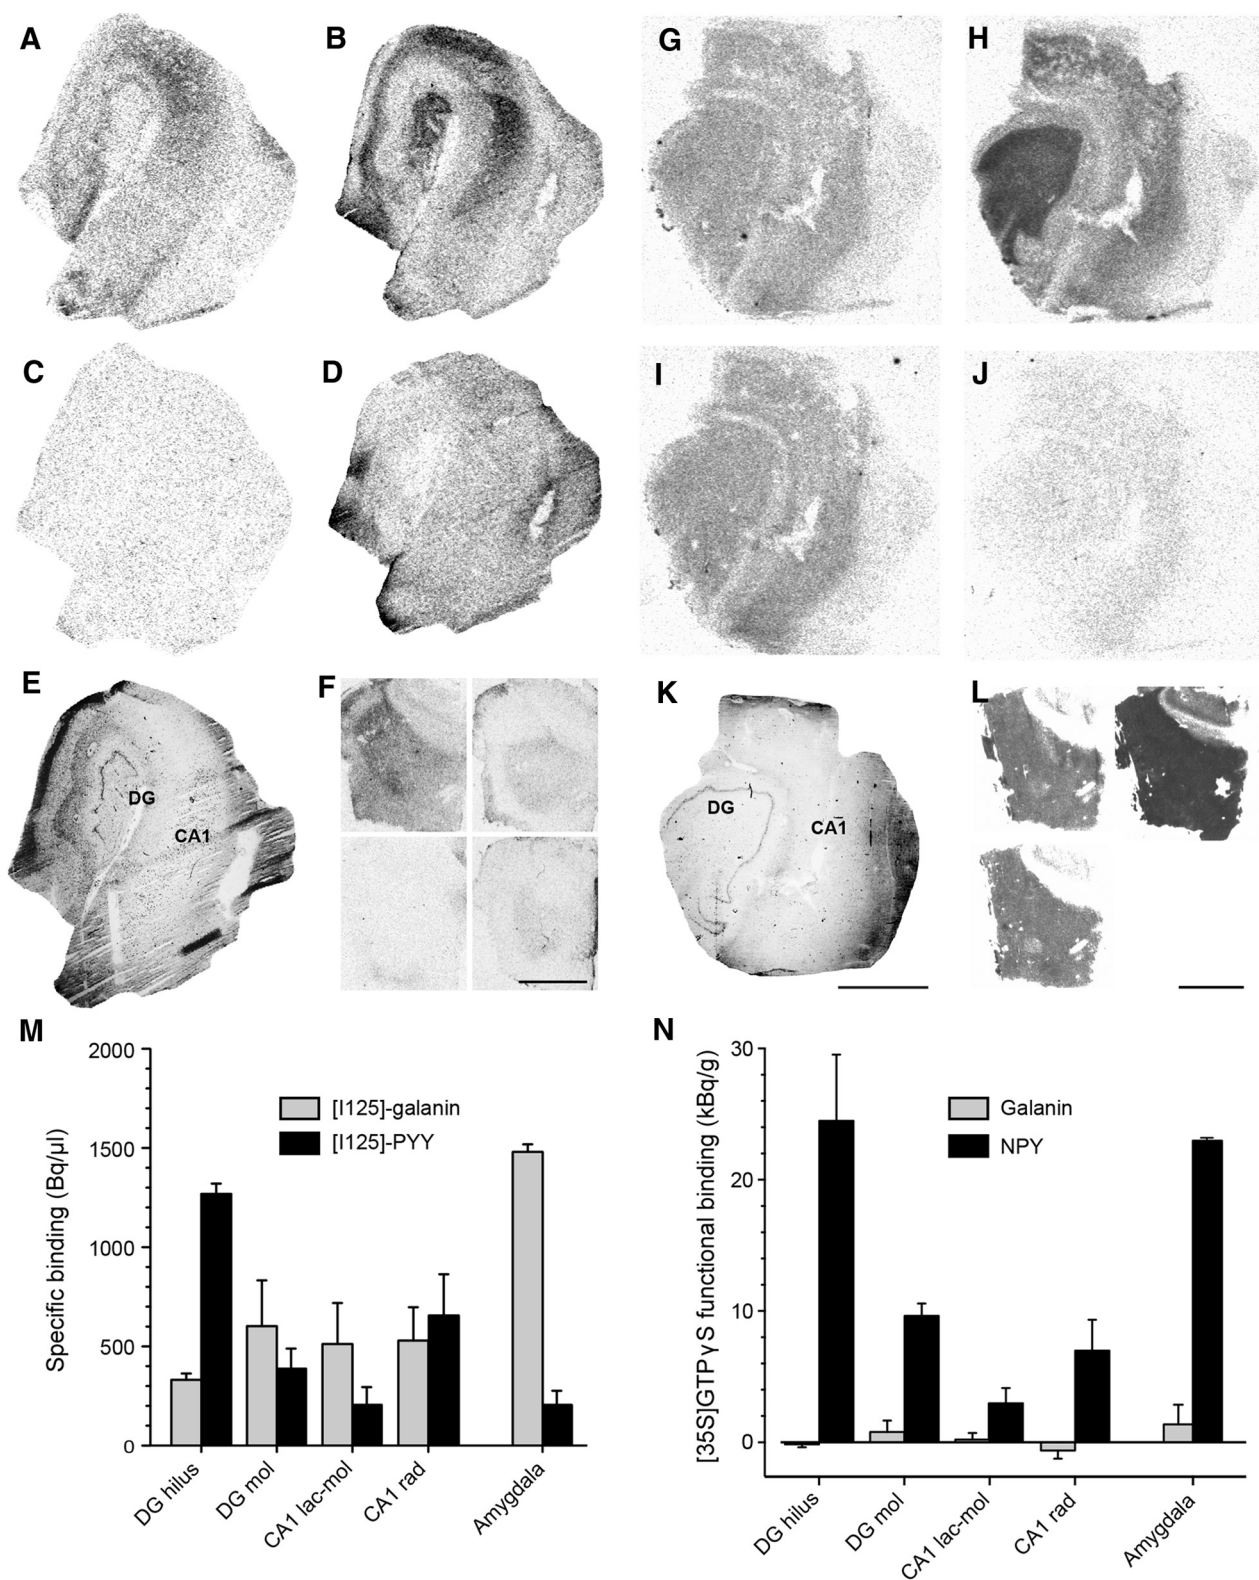 A
B
G
H
C
D
I
J
E
DG
CA1
F
K
DG
CA1
L
M
Specific binding (Bq/µl)
2000
1500
1000
500
0
[I125]-galanin
[I125]-PYY
DG hilus
DG mol
CA1 lac-mol
CA1 rad
Amygdala
N
[35S]GTPγS functional binding (kBq/g)
30
20
10
0
Galanin
NPY
DG hilus
DG mol
CA1 lac-mol
CA1 rad
Amygdala